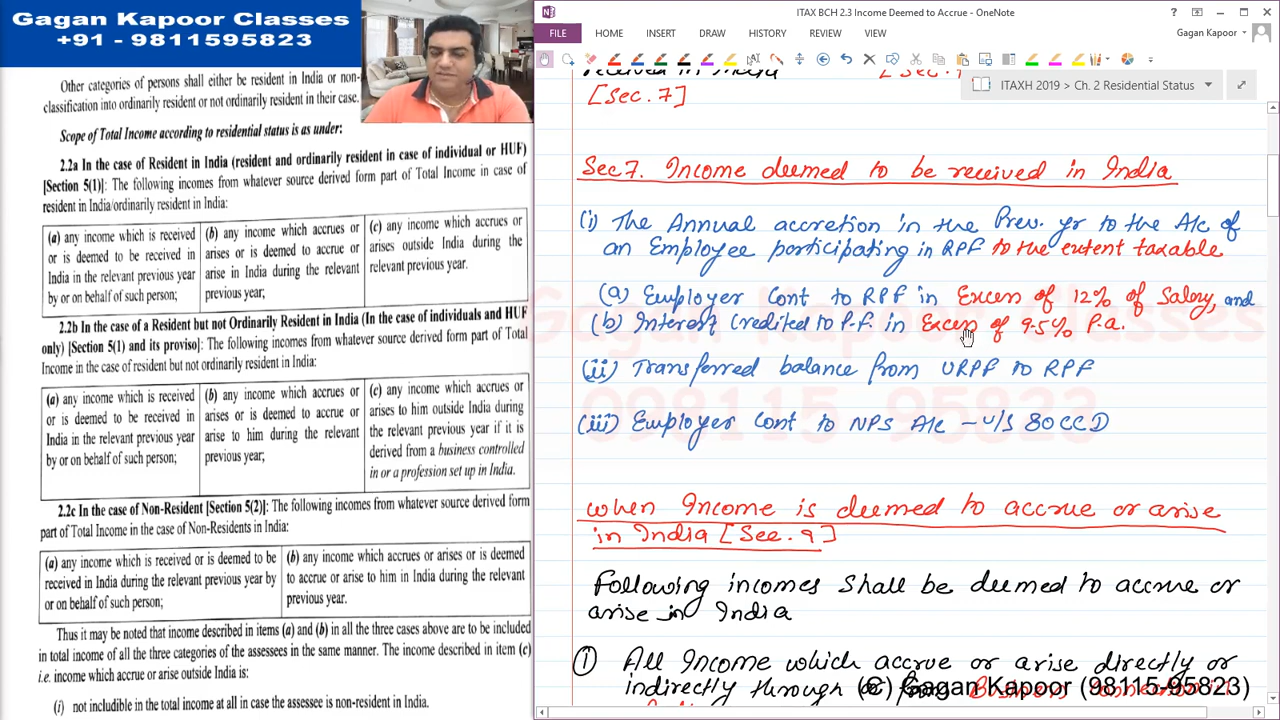 Gagan Kapoor Classes
+91 - 9811595823
Other categories of persons shall either be resident in India or non-
classification into ordinarily resident or not ordinarily resident in their case.
Scope of Total Income according to residential status is as under:
2.2a In the case of Resident in India (resident and ordinarily resident in case of individual or HUF)
[Section 5(1)]: The following incomes from whatever source derived form part of Total Income in case of
resident in India/ordinarily resident in India:
(a) any income which is received
or is deemed to be received in
India in the relevant previous year
by or on behalf of such person;
(b) any income which accrues or
arises or is deemed to accrue or
arise in India during the relevant
previous year;
(c) any income which accrues or
arises outside India during the
relevant previous year.
2.2b In the case of a Resident but not Ordinarily Resident in India (In the case of individuals and HUF
only) [Section 5(1) and its proviso]: The following incomes from whatever source derived form part of Total
Income in the case of resident but not ordinarily resident in India:
(a) any income which is received
or is deemed to be received in
India in the relevant previous year
by or on behalf of such person;
(b) any income which accrues or
arises or is deemed to accrue or
arise to him during the relevant
previous year;
(c) any income which accrues or
arises to him outside India during
the relevant previous year if it is
derived from a business controlled
in or a profession set up in India.
2.2c In the case of Non-Resident [Section 5(2)]: The following incomes from whatever source derived form
part of Total Income in the case of Non-Residents in India:
(a) any income which is received or is deemed to be
received in India during the relevant previous year by
or on behalf of such person;
(b) any income which accrues or arises or is deemed
to accrue or arise to him in India during the relevant
previous year.
Thus it may be noted that income described in items (a) and (b) in all the three cases above are to be included
in total income of all the three categories of the assessees in the same manner. The income described in item (c)
i.e. income which accrue or arise outside India is:
(i) not includible in the total income at all in case the assessee is non-resident in India.
ITAX BCH 2.3 Income Deemed to Accrue - OneNote
FILE HOME INSERT DRAW HISTORY REVIEW VIEW
Gagan Kapoor
ITAXH 2019 > Ch. 2 Residential Status
received in India
[Sec. 7]
Sec 7. Income deemed to be received in India
(i) The Annual accretion in the Prev. yr to the A/c of
an Employee participating in RPF to the extent taxable
(a) Employer Cont to RPF in Excess of 12% of Salary, and
(b) Interest Credited to P.F. in Excess of 9.5% P.a.
(ii) Transferred balance from URPF to RPF
(iii) Employer Cont to NPS A/c - u/s 80CCD
when Income is deemed to accrue or arise
in India [Sec. 9]
Following incomes shall be deemed to accrue or
arise in India
① All Income which accrue or arise directly or
indirectly through or from Business connection in
(C) Gagan Kapoor (98115-95823)